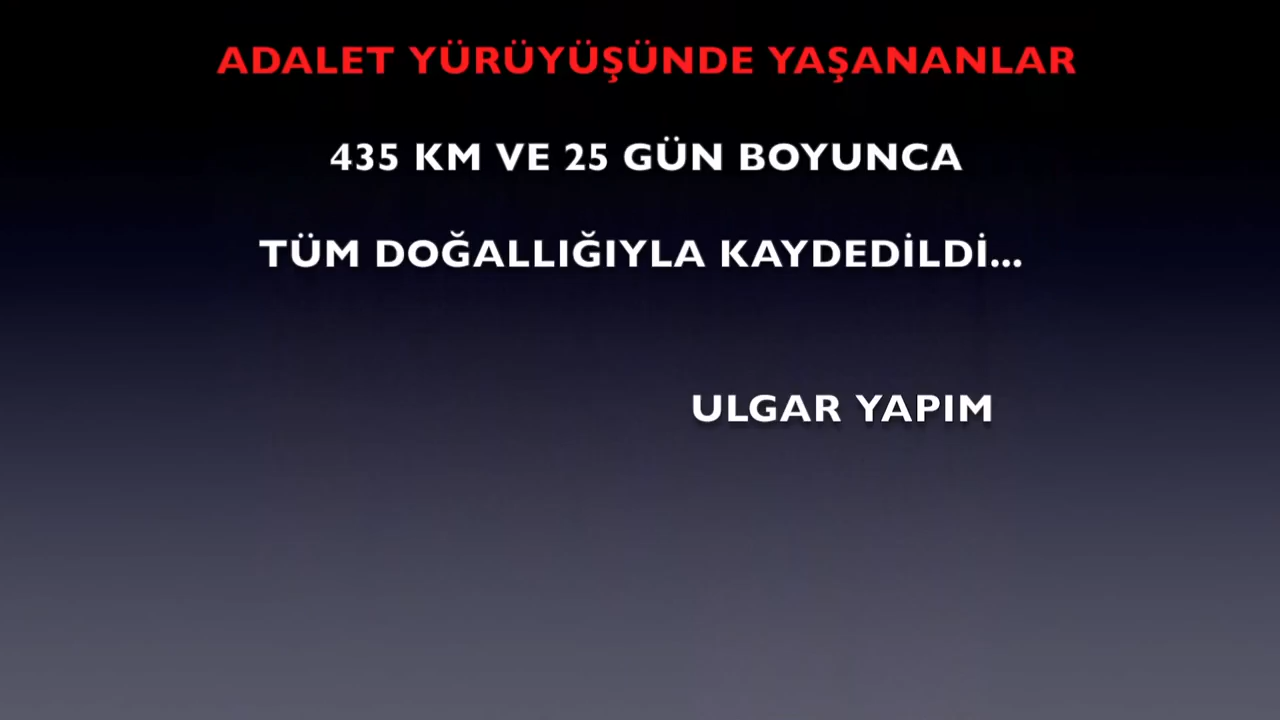 ADALET YÜRÜYÜŞÜNDE YAŞANANLAR
435 KM VE 25 GÜN BOYUNCA
TÜM DOĞALLIĞIYLA KAYDEDİLDİ...
ULGAR YAPIM